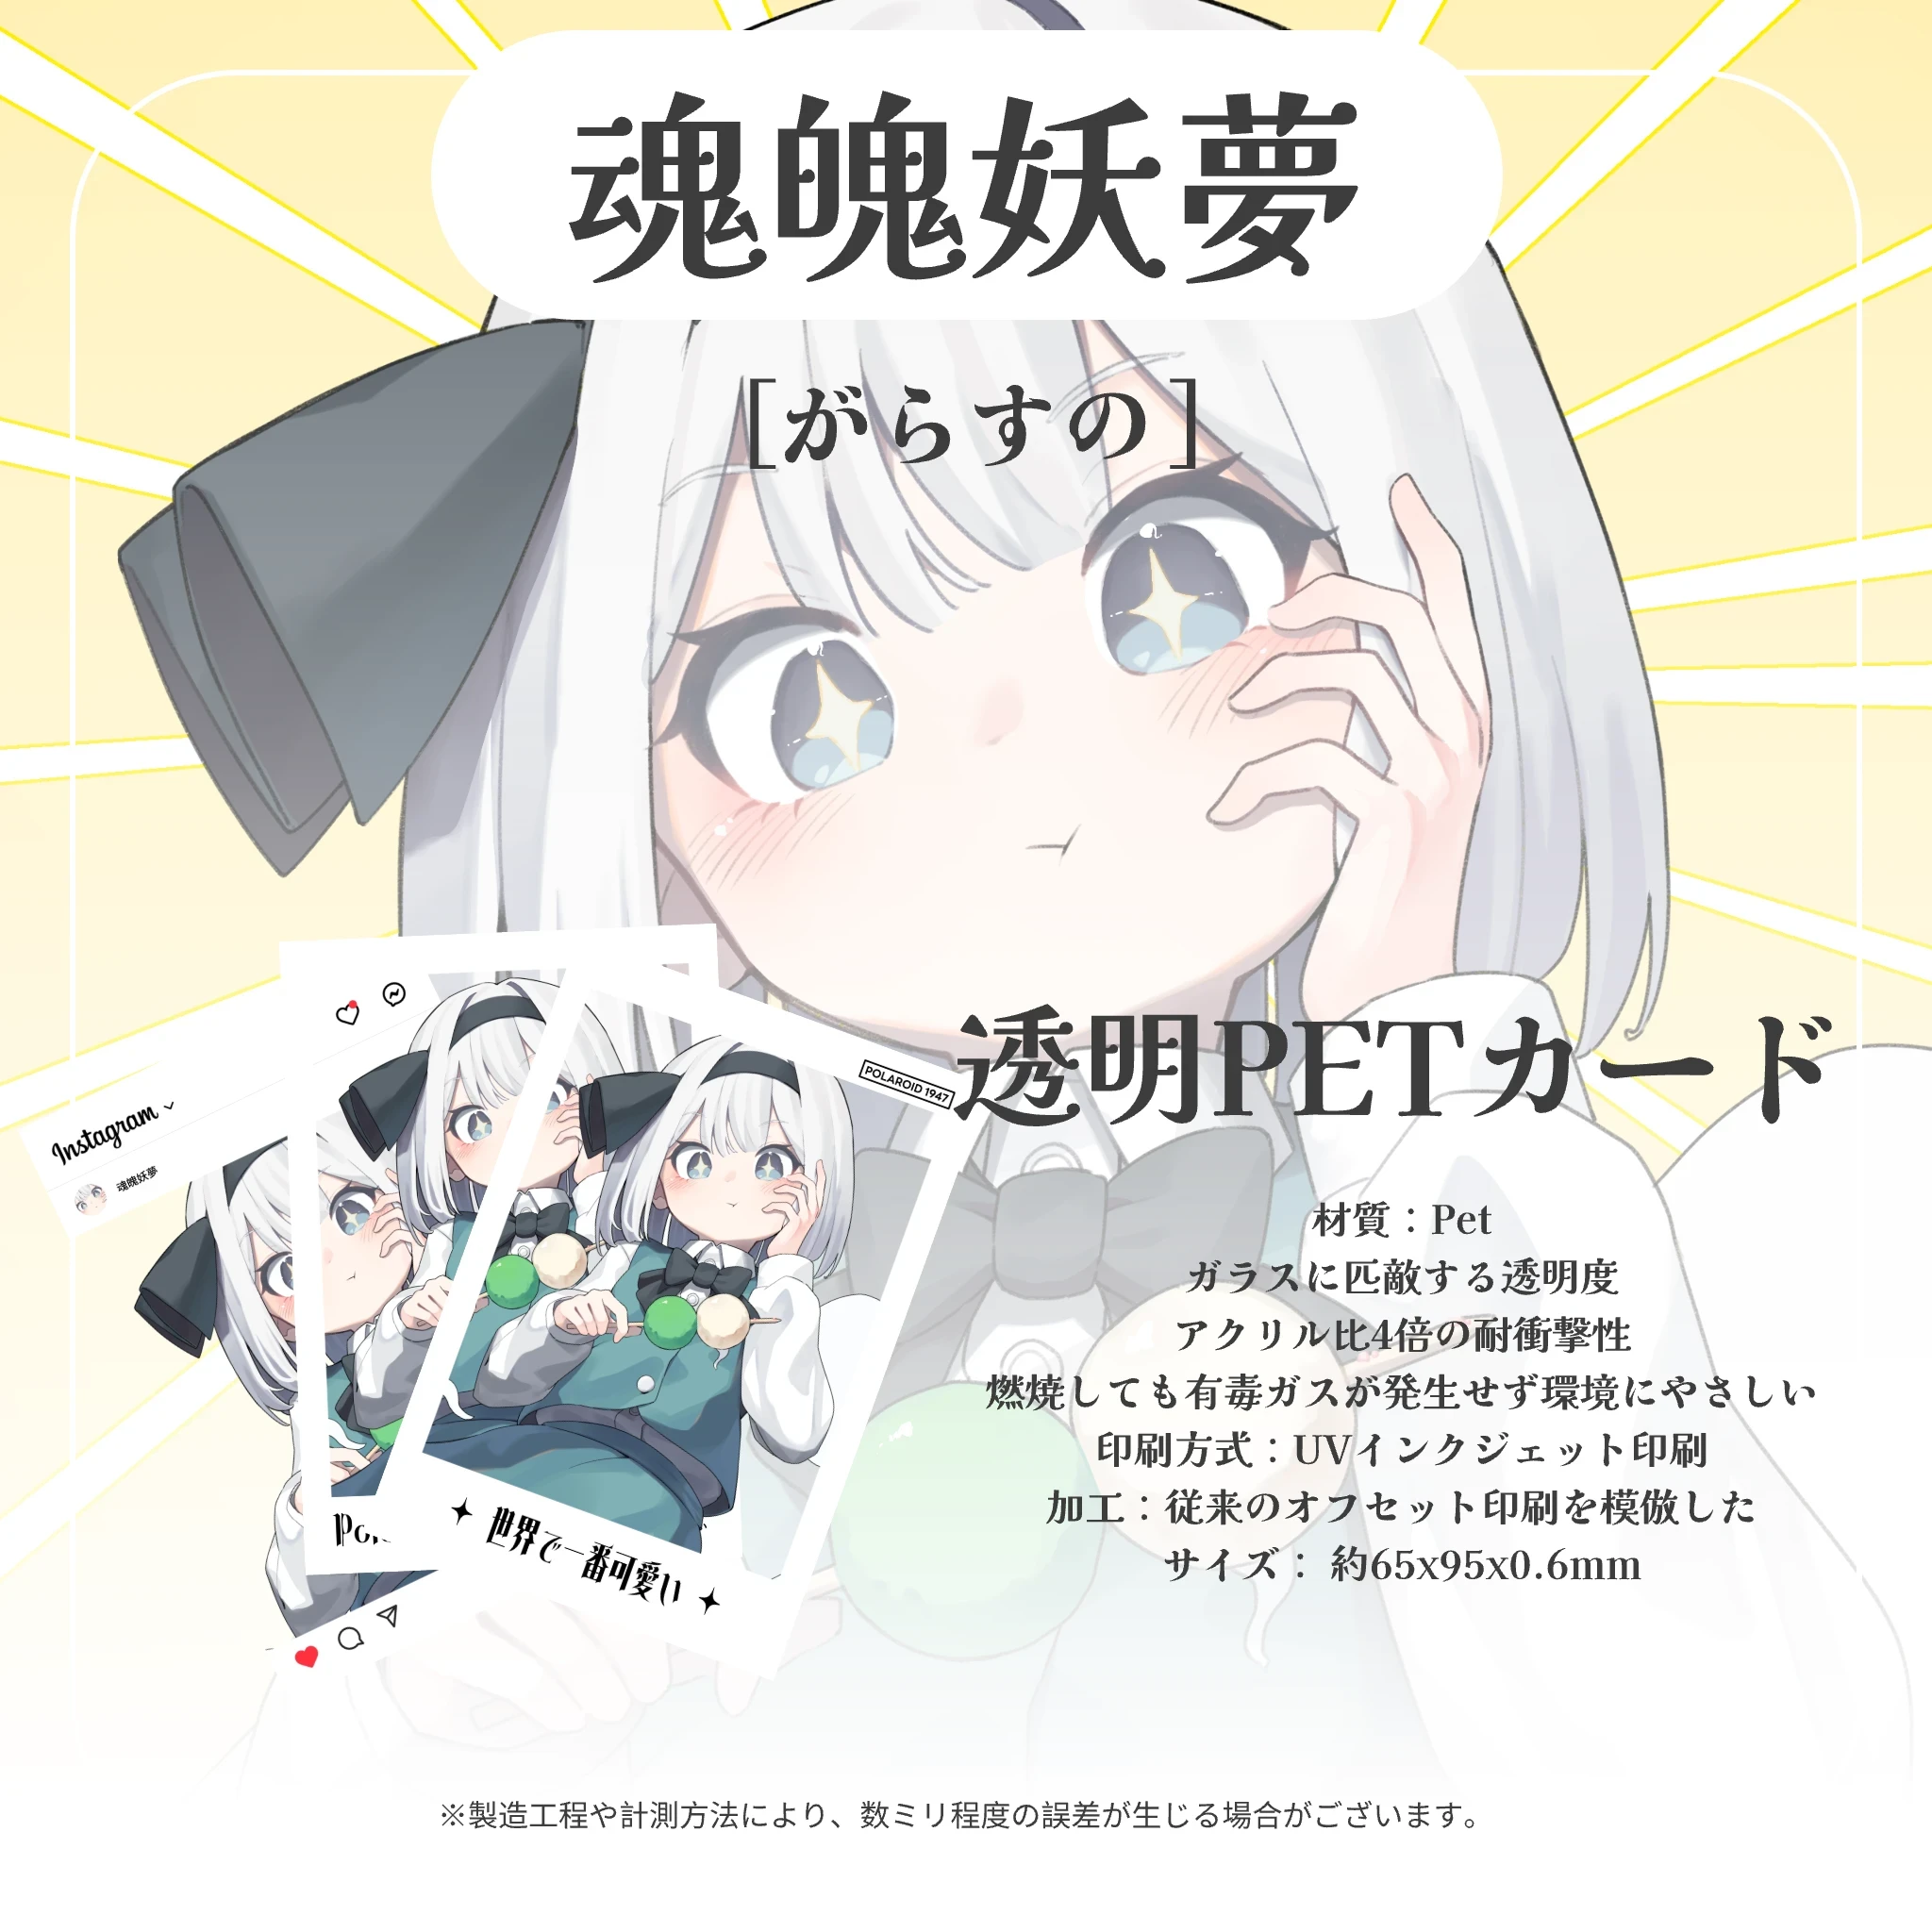 魂魄妖夢
[がらすの]
透明PETカード
材質：Pet
ガラスに匹敵する透明度
アクリル比4倍の耐衝撃性
燃焼しても有毒ガスが発生せず環境にやさしい
印刷方式：UVインクジェット印刷
加工：従来のオフセット印刷を模倣した
サイズ： 約65x95x0.6mm
Instagram
魂魄妖夢
POLAROID 1947
世界で一番可愛い
※製造工程や計測方法により、数ミリ程度の誤差が生じる場合がございます。